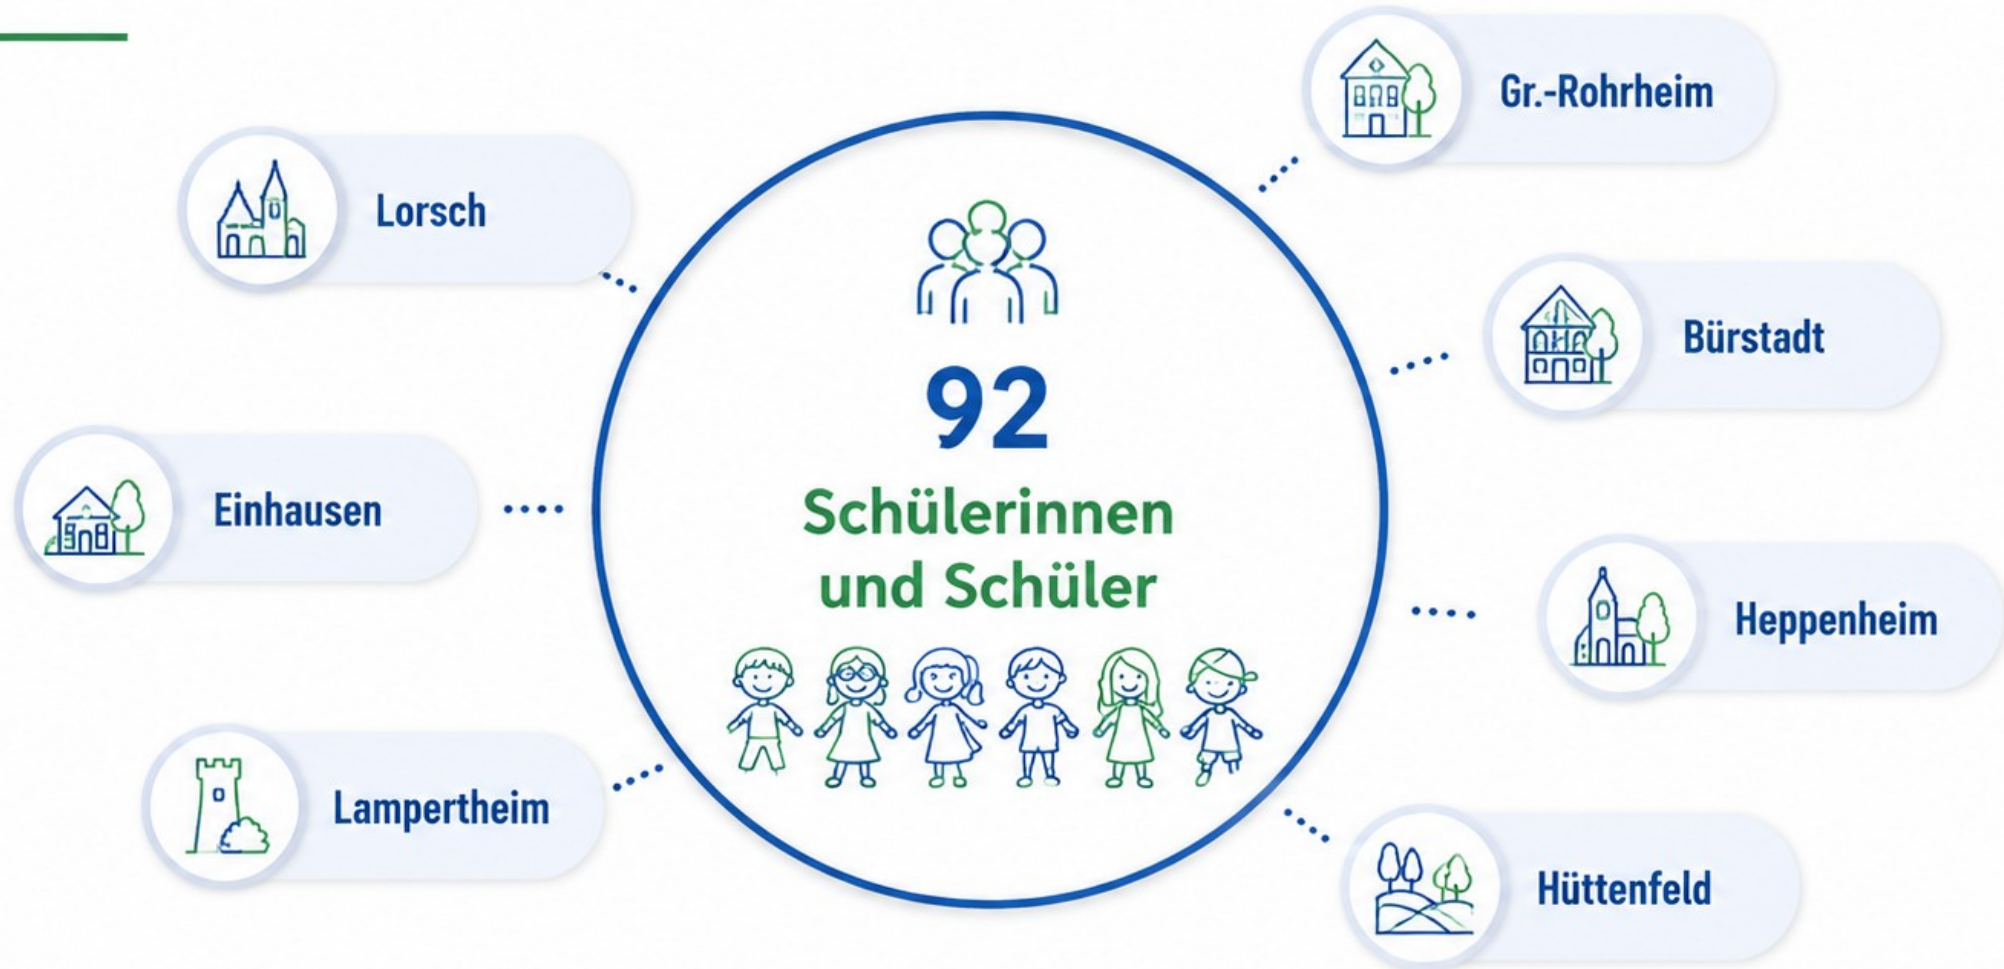 Lorsch
Einhausen
Lampertheim
92
Schülerinnen
und Schüler
Gr.-Rohrheim
Bürstadt
Heppenheim
Hüttenfeld